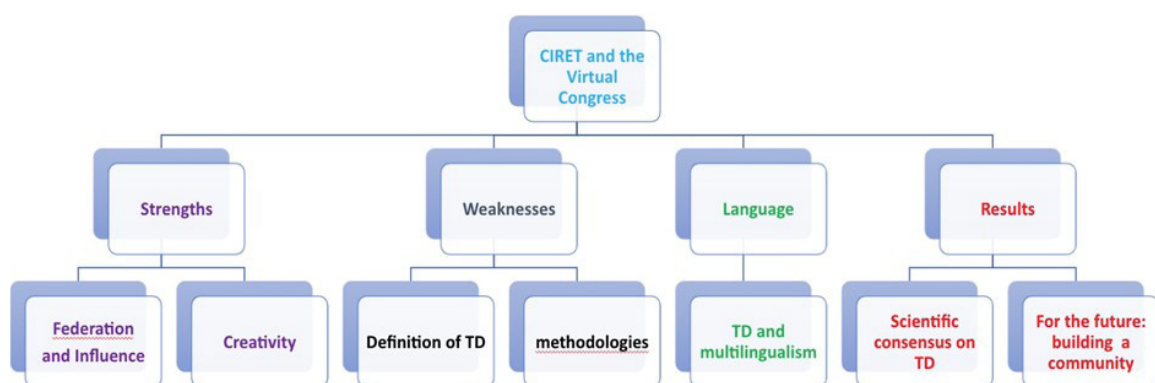 CIRET and the
Virtual
Congress
Strengths
Weaknesses
Language
Results
Federation
and Influence
Creativity
Definition of TD
methodologies
TD and
multilingualism
Scientific
consensus on
TD
For the future:
building a
community